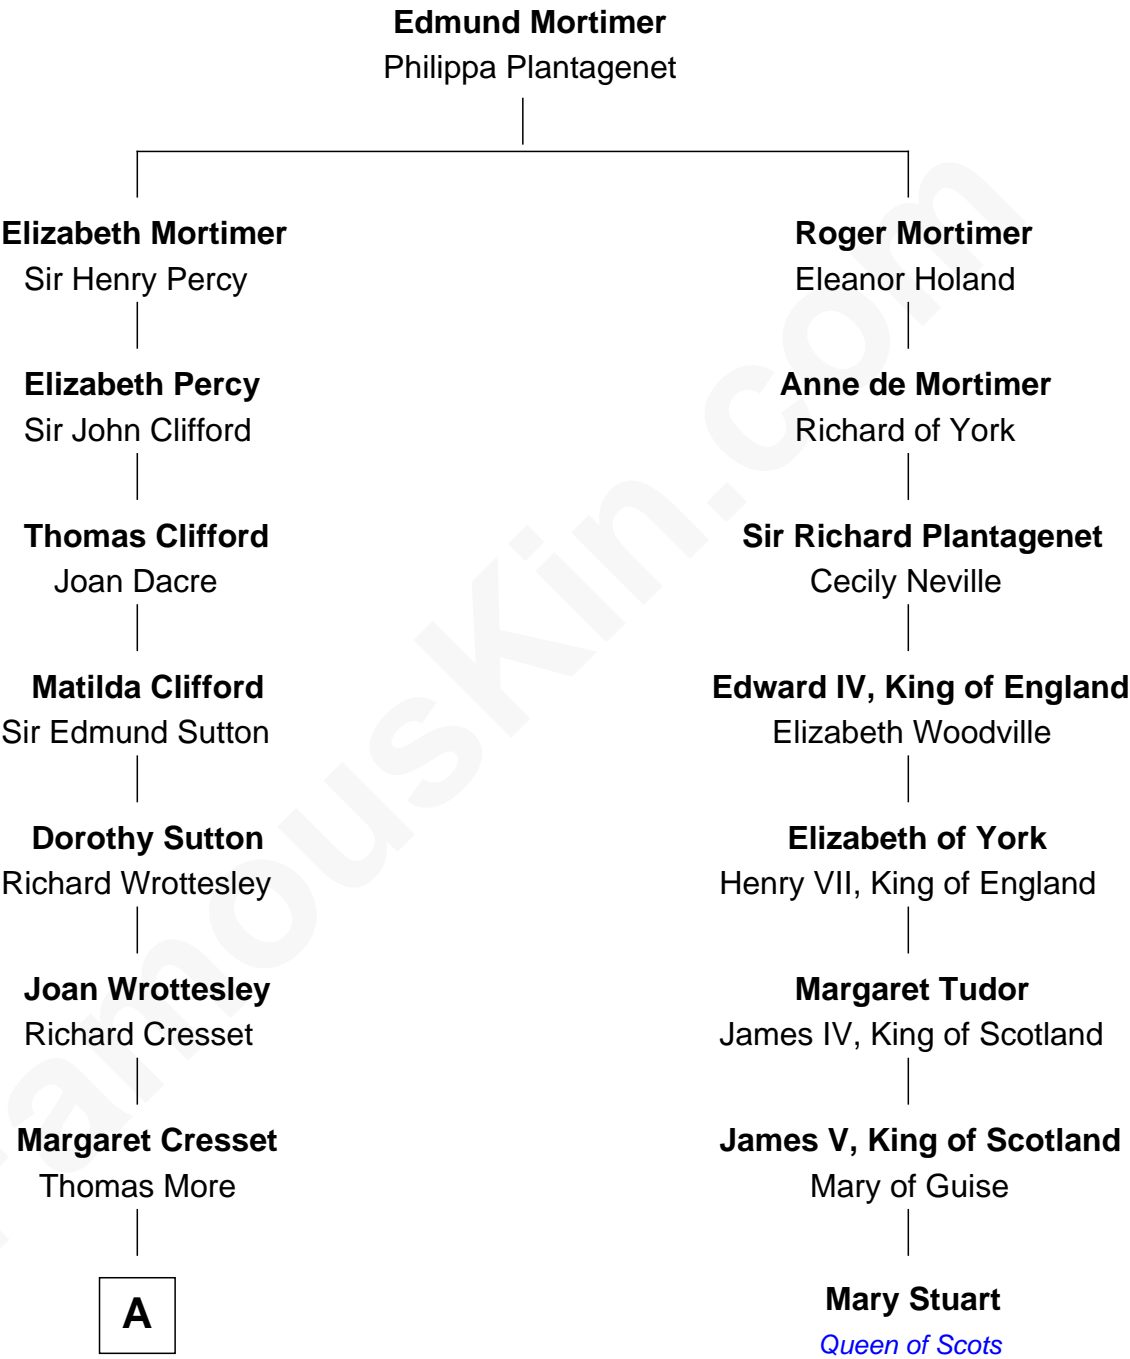 Edmund Mortimer
Philippa Plantagenet
Elizabeth Mortimer
Sir Henry Percy
Roger Mortimer
Eleanor Holand
Elizabeth Percy
Sir John Clifford
Anne de Mortimer
Richard of York
Thomas Clifford
Joan Dacre
Sir Richard Plantagenet
Cecily Neville
Matilda Clifford
Sir Edmund Sutton
Edward IV, King of England
Elizabeth Woodville
Dorothy Sutton
Richard Wrottesley
Elizabeth of York
Henry VII, King of England
Joan Wrottesley
Richard Cresset
Margaret Tudor
James IV, King of Scotland
Margaret Cresset
Thomas More
James V, King of Scotland
Mary of Guise
A
Mary Stuart
Queen of Scots
FamousKin.com